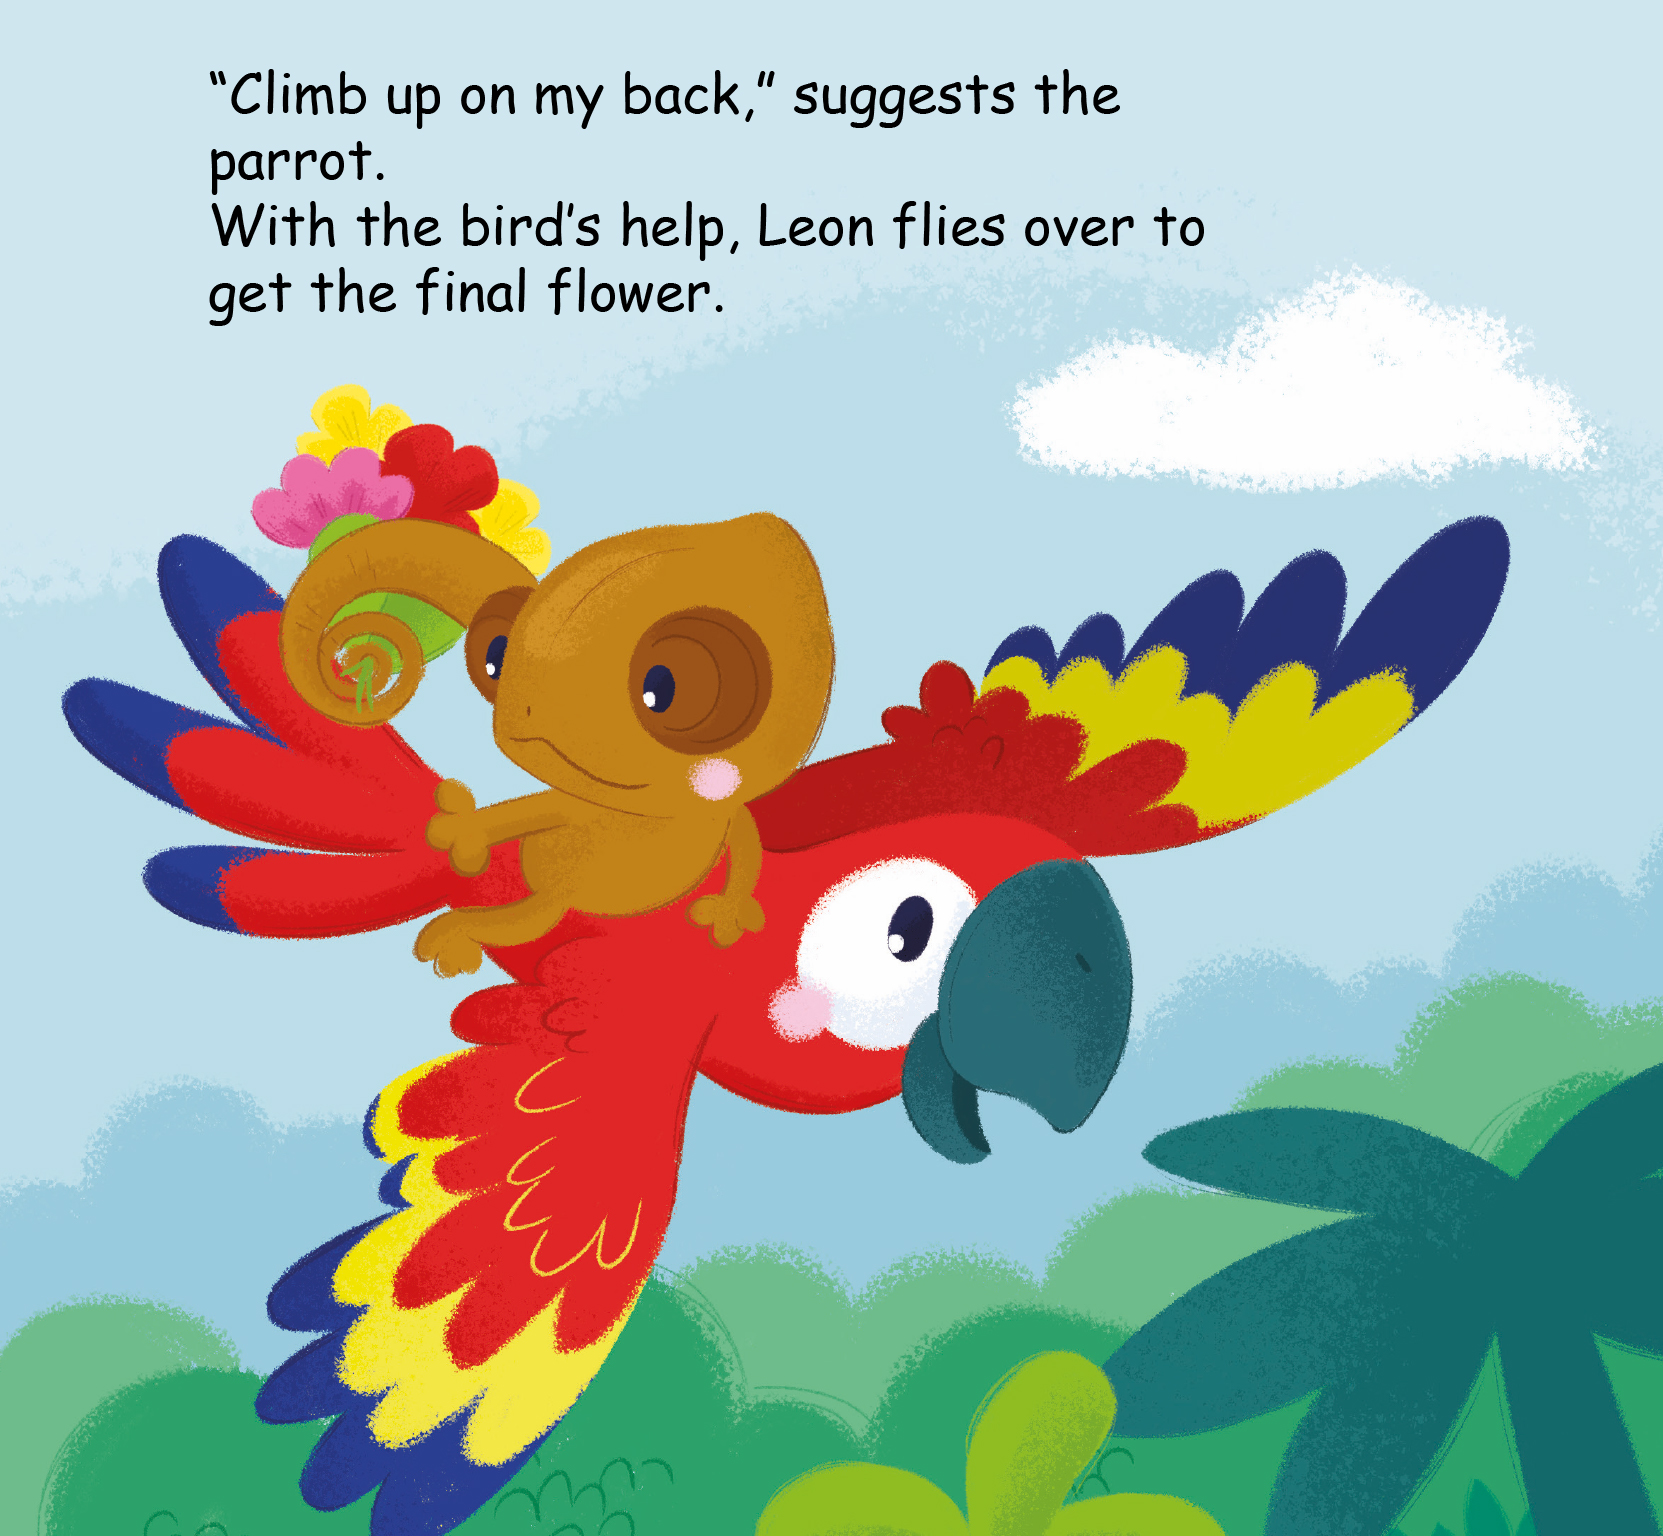 “Climb up on my back,” suggests the
parrot.
With the bird’s help, Leon flies over to
get the final flower.